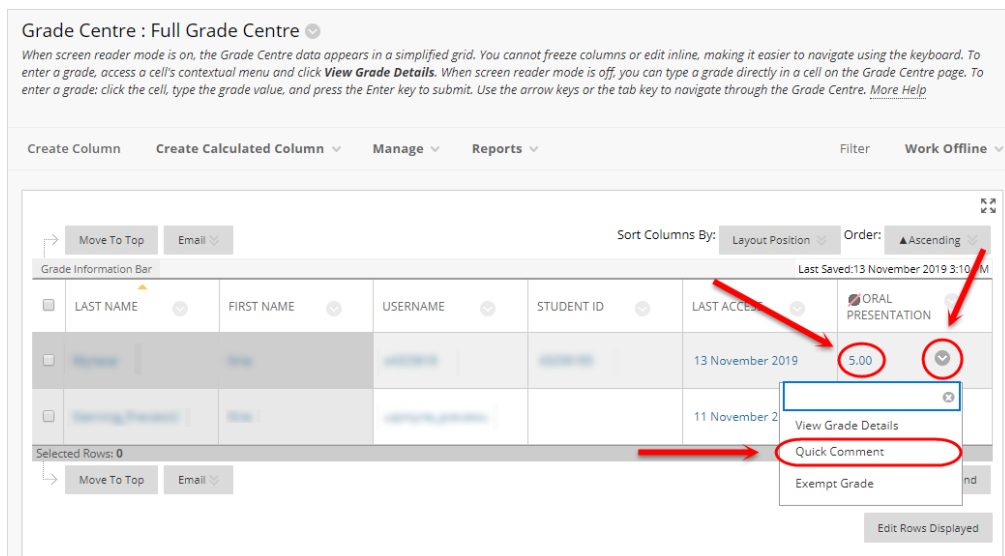 Grade Centre : Full Grade Centre
When screen reader mode is on, the Grade Centre data appears in a simplified grid. You cannot freeze columns or edit inline, making it easier to navigate using the keyboard. To
enter a grade, access a cell's contextual menu and click View Grade Details. When screen reader mode is off, you can type a grade directly in a cell on the Grade Centre page. To
enter a grade: click the cell, type the grade value, and press the Enter key to submit. Use the arrow keys or the tab key to navigate through the Grade Centre. More Help
Create Column Create Calculated Column Manage Reports Filter Work Offline
Move To Top Email Sort Columns By: Layout Position Order: ▲Ascending
Grade Information Bar Last Saved:13 November 2019 3:10 PM
LAST NAME FIRST NAME USERNAME STUDENT ID LAST ACCESS ORAL
PRESENTATION
13 November 2019 5.00
11 November 2
View Grade Details
Selected Rows: 0 Quick Comment
Move To Top Email Exempt Grade nd
Edit Rows Displayed